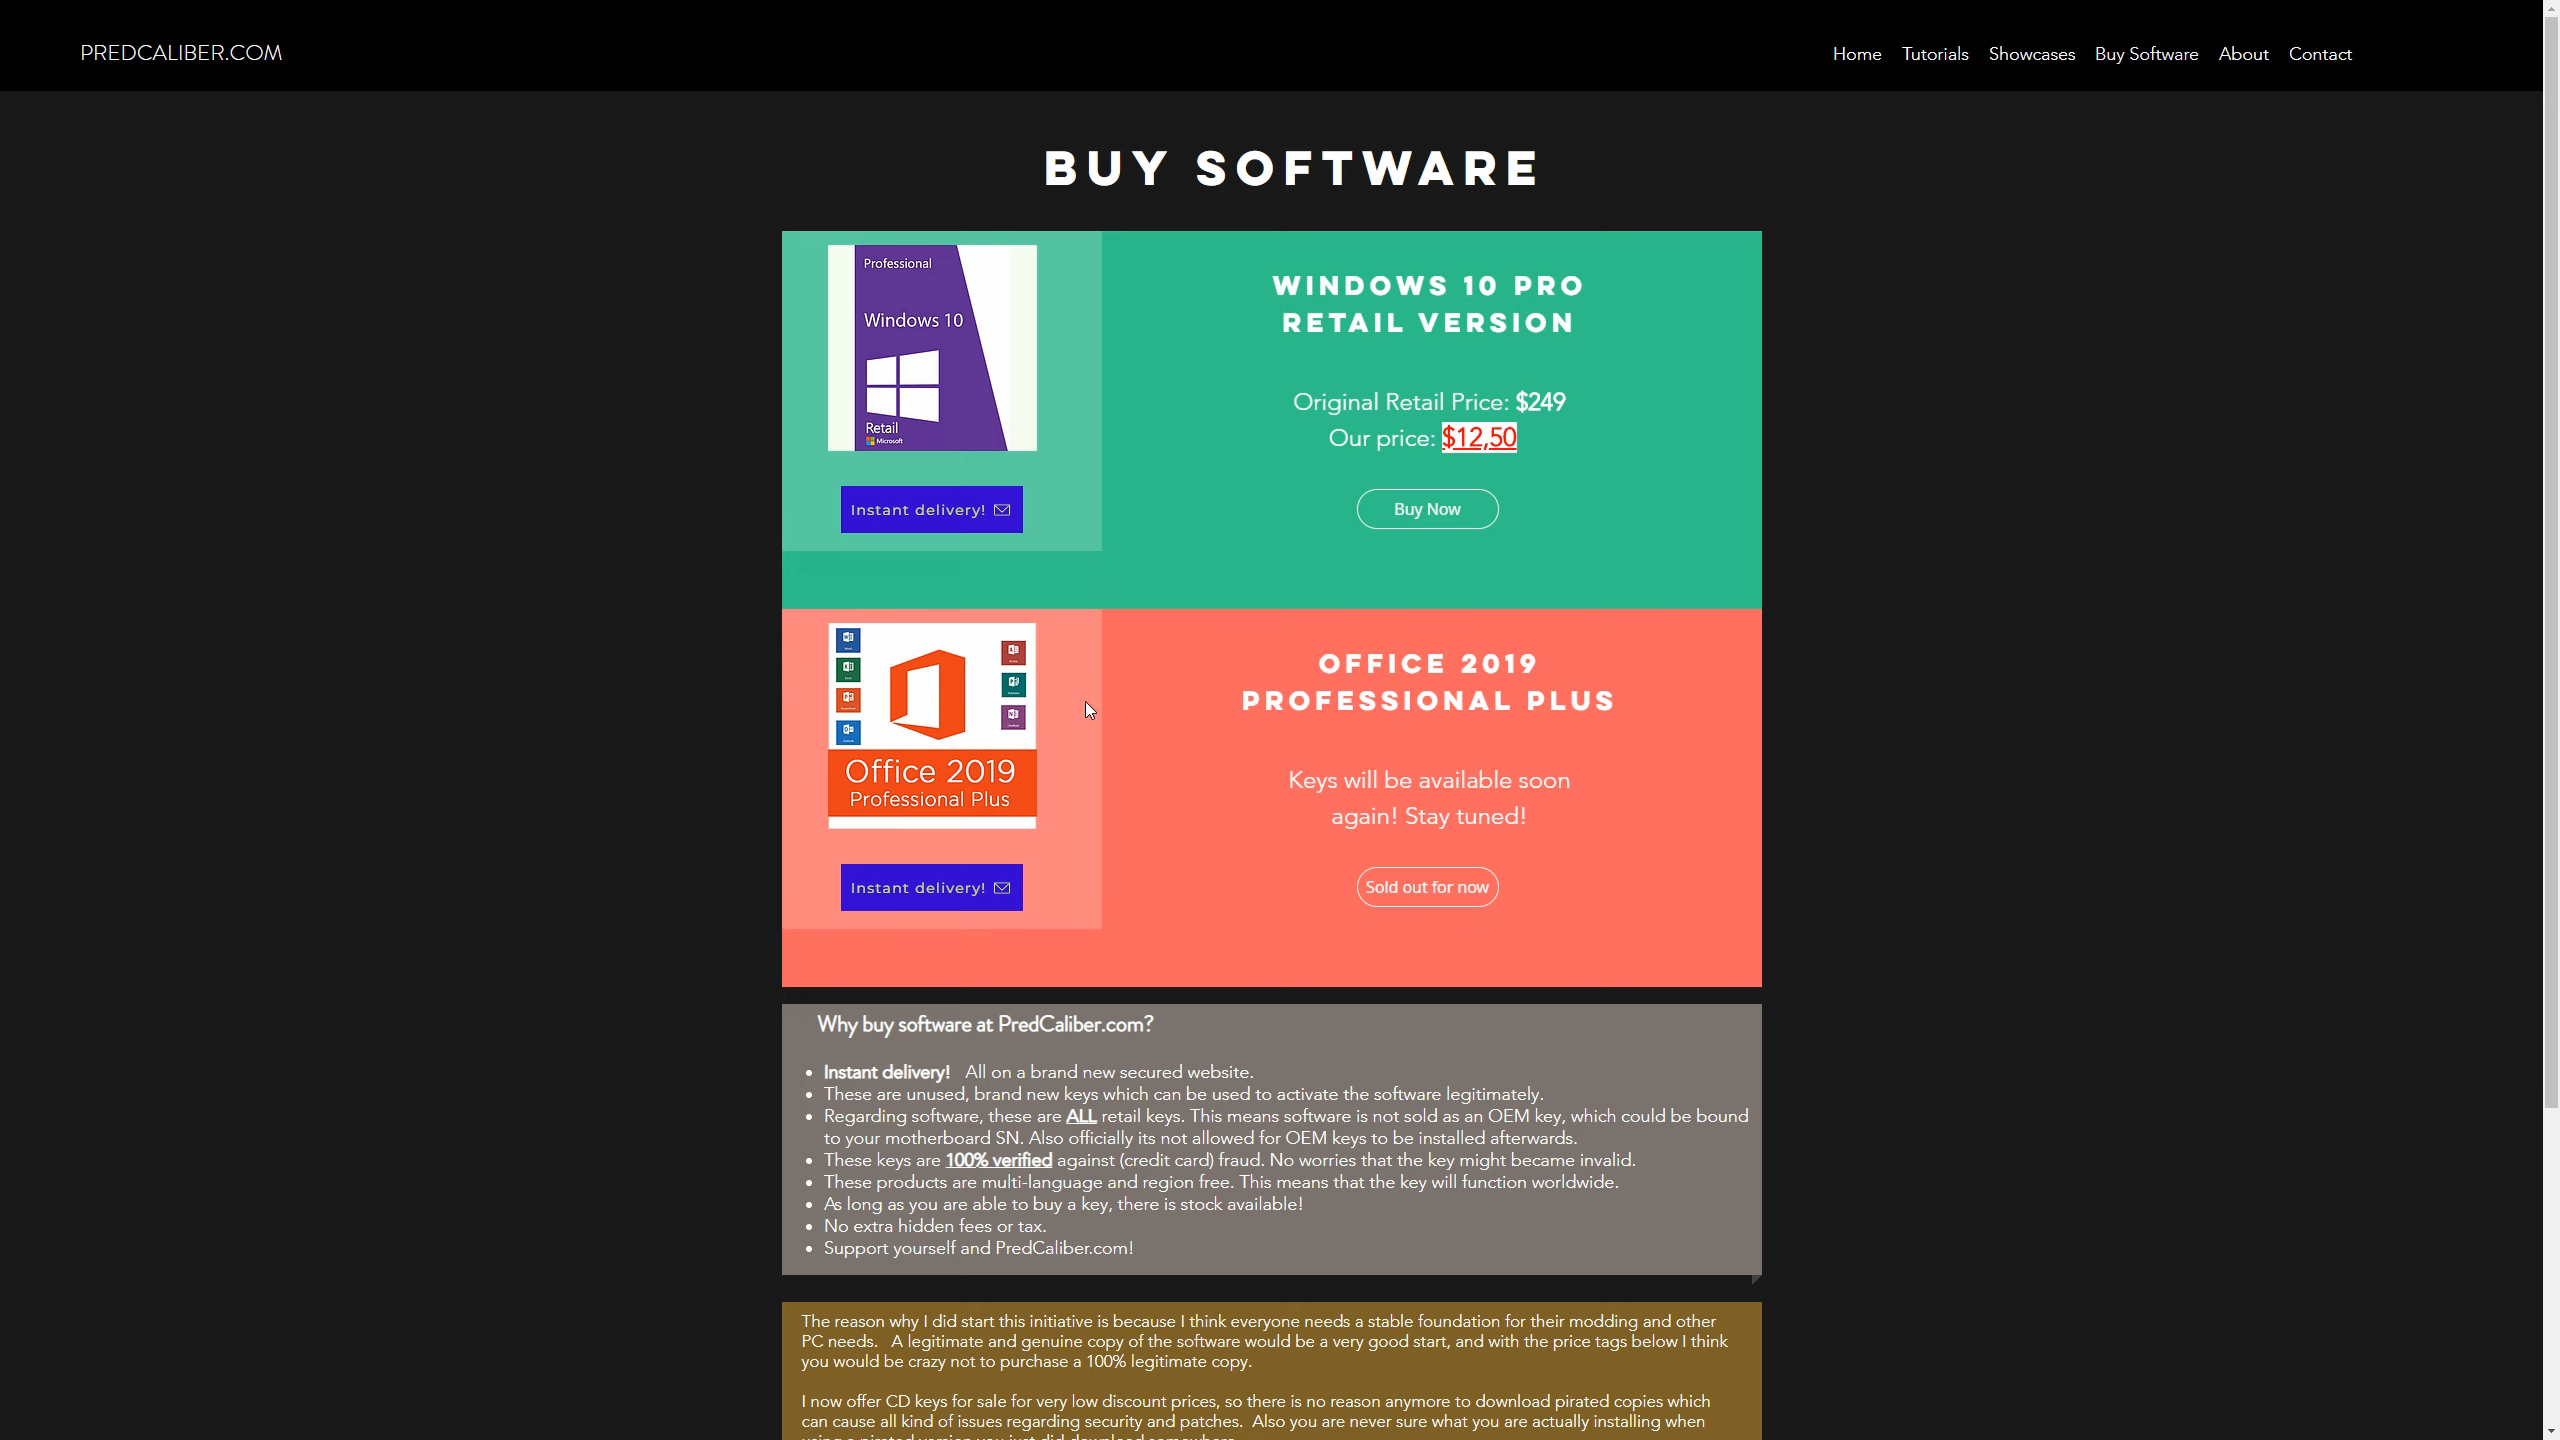 PREDCALIBER.COM
Home Tutorials Showcases Buy Software About Contact
BUY SOFTWARE
Professional
Windows 10
Retail
Microsoft
Instant delivery!
WINDOWS 10 PRO
RETAIL VERSION
Original Retail Price: $249
Our price: $12,50
Buy Now
Office 2019
Professional Plus
Instant delivery!
OFFICE 2019
PROFESSIONAL PLUS
Keys will be available soon
again! Stay tuned!
Sold out for now
Why buy software at PredCaliber.com?
Instant delivery! All on a brand new secured website.
These are unused, brand new keys which can be used to activate the software legitimately.
Regarding software, these are ALL retail keys. This means software is not sold as an OEM key, which could be bound
to your motherboard SN. Also officially its not allowed for OEM keys to be installed afterwards.
These keys are 100% verified against (credit card) fraud. No worries that the key might became invalid.
These products are multi-language and region free. This means that the key will function worldwide.
As long as you are able to buy a key, there is stock available!
No extra hidden fees or tax.
Support yourself and PredCaliber.com!
The reason why I did start this initiative is because I think everyone needs a stable foundation for their modding and other
PC needs. A legitimate and genuine copy of the software would be a very good start, and with the price tags below I think
you would be crazy not to purchase a 100% legitimate copy.
I now offer CD keys for sale for very low discount prices, so there is no reason anymore to download pirated copies which
can cause all kind of issues regarding security and patches. Also you are never sure what you are actually installing when